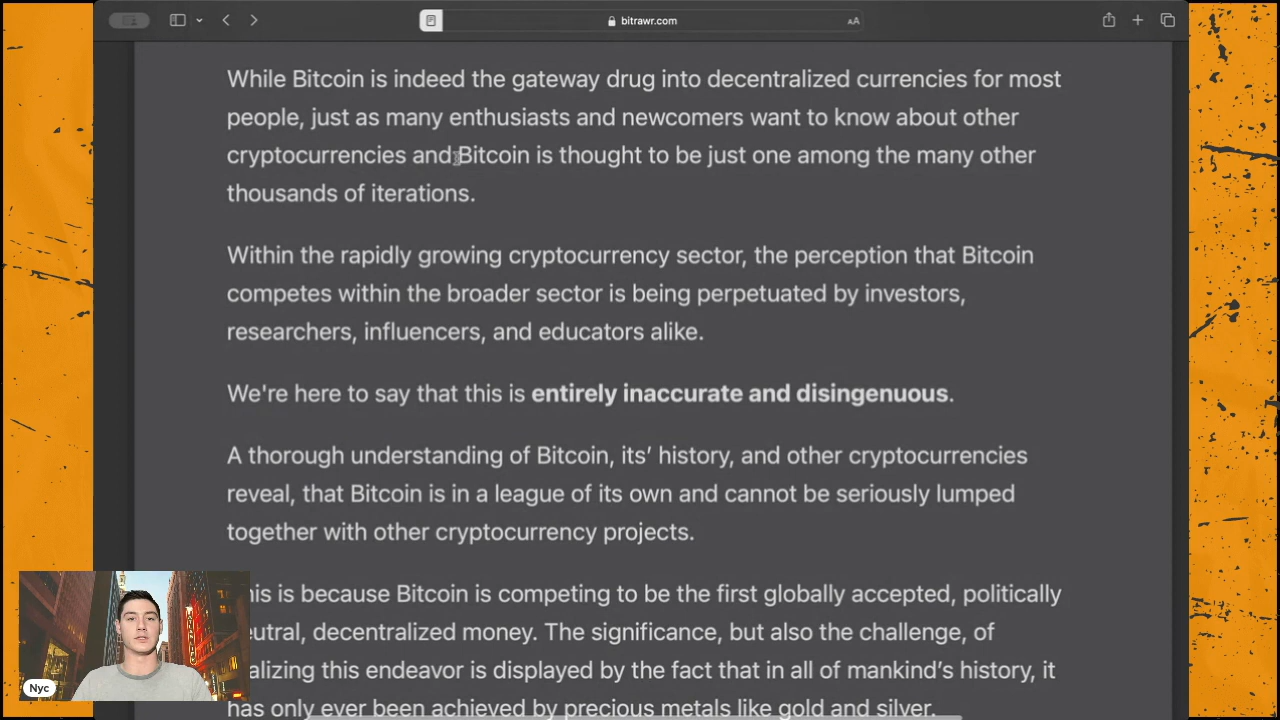 bitrawr.com
AA
While Bitcoin is indeed the gateway drug into decentralized currencies for most
people, just as many enthusiasts and newcomers want to know about other
cryptocurrencies and Bitcoin is thought to be just one among the many other
thousands of iterations.
Within the rapidly growing cryptocurrency sector, the perception that Bitcoin
competes within the broader sector is being perpetuated by investors,
researchers, influencers, and educators alike.
We're here to say that this is entirely inaccurate and disingenuous.
A thorough understanding of Bitcoin, its’ history, and other cryptocurrencies
reveal, that Bitcoin is in a league of its own and cannot be seriously lumped
together with other cryptocurrency projects.
his is because Bitcoin is competing to be the first globally accepted, politically
eutral, decentralized money. The significance, but also the challenge, of
alizing this endeavor is displayed by the fact that in all of mankind’s history, it
has only ever been achieved by precious metals like gold and silver.
Nyc